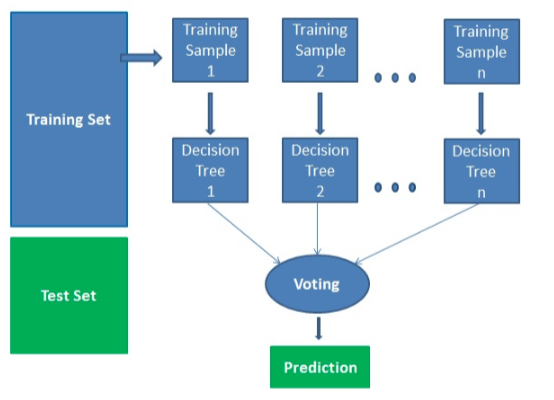 Training Set
Training
Sample
1
Training
Sample
2
Training
Sample
n
Decision
Tree
1
Decision
Tree
2
Decision
Tree
n
Test Set
Voting
Prediction